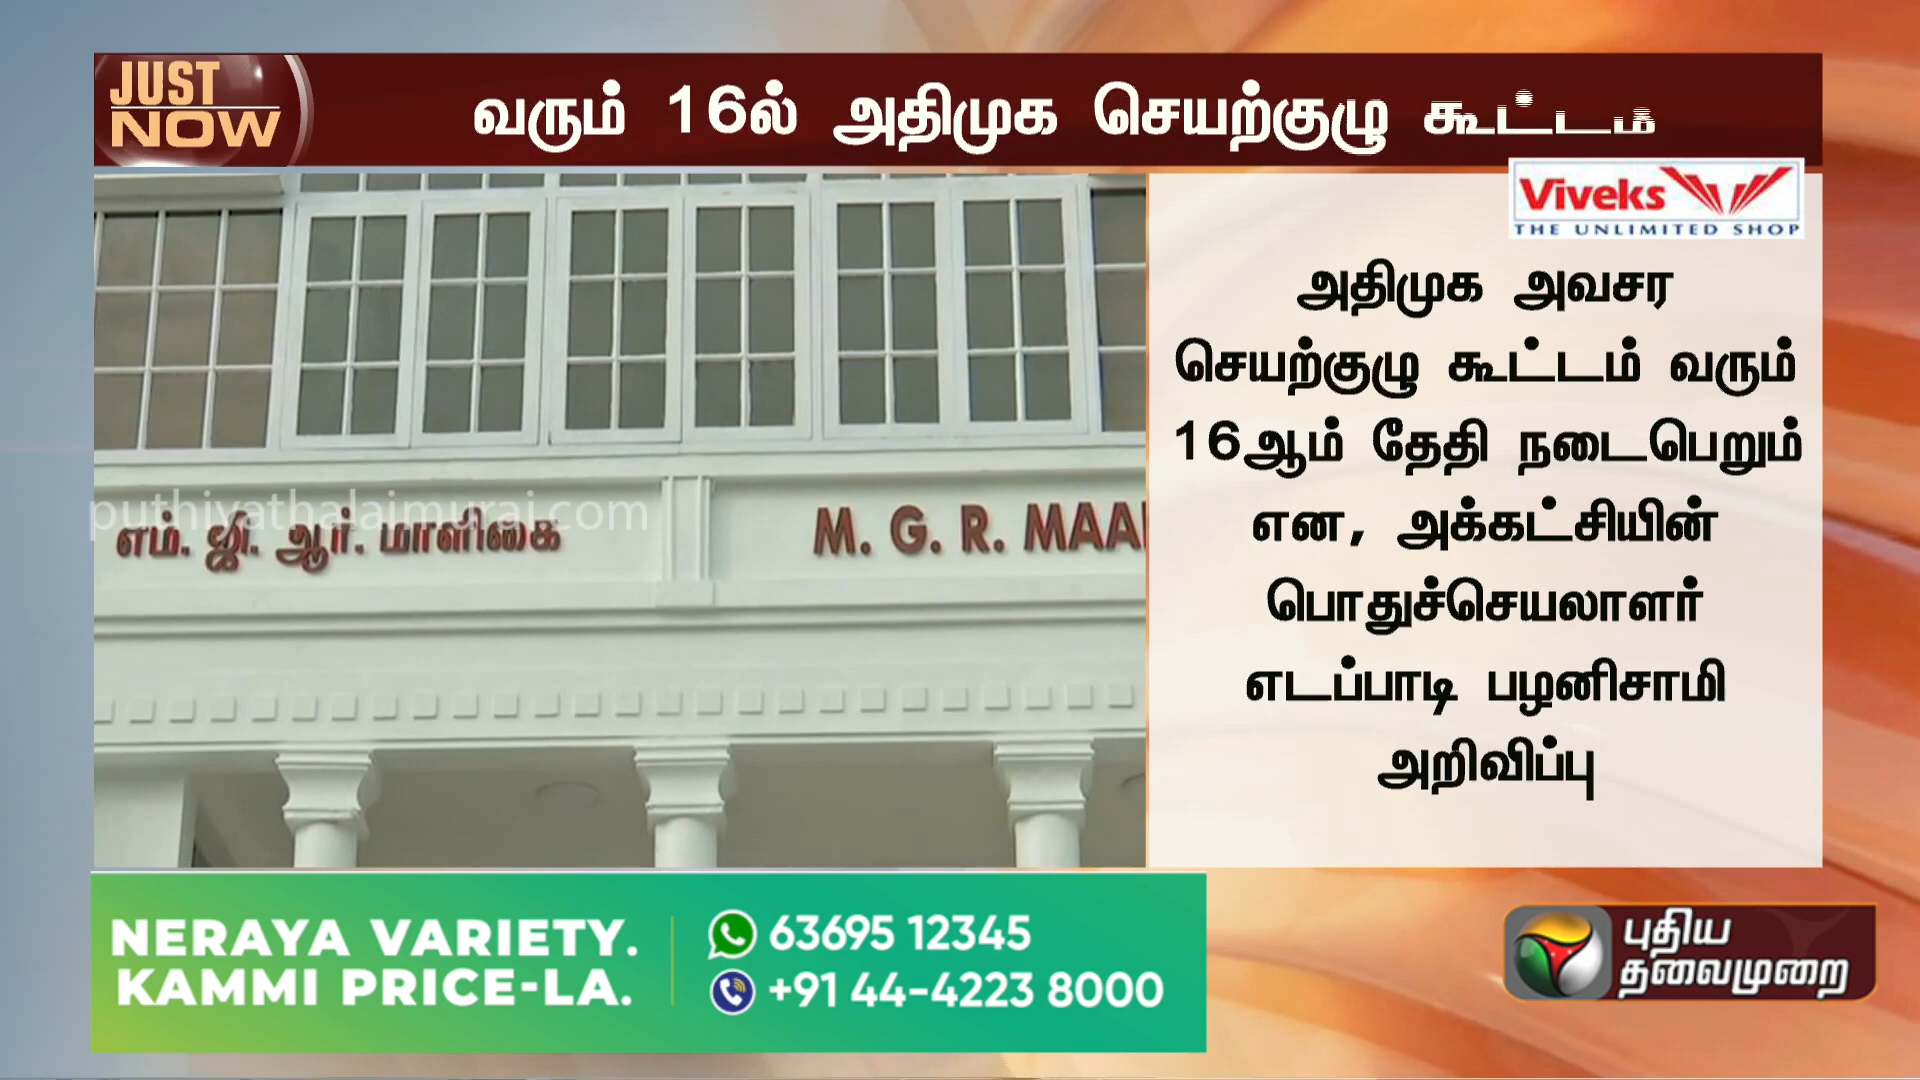 JUST
NOW
வரும் 16ல் அதிமுக செயற்குழு கூட்டம்
Viveks
THE UNLIMITED SHOP
அதிமுக அவசர
செயற்குழு கூட்டம் வரும்
16ஆம் தேதி நடைபெறும்
என, அக்கட்சியின்
பொதுச்செயலாளர்
எடப்பாடி பழனிசாமி
அறிவிப்பு
puthiyathalaimurai.com
எம். ஜி. ஆர். மாளிகை
M. G. R. MAA
NERAYA VARIETY.
KAMMI PRICE-LA.
63695 12345
+91 44-4223 8000
புதிய
தலைமுறை